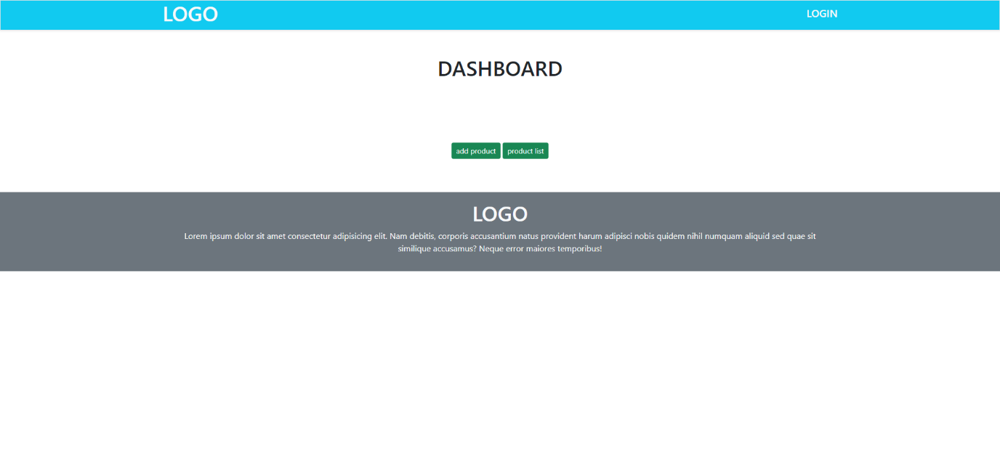 LOGO
LOGIN
DASHBOARD
add product
product list
LOGO
Lorem ipsum dolor sit amet consectetur adipisicing elit. Nam debitis, corporis accusantium natus provident harum adipisci nobis quidem nihil numquam aliquid sed quae sit
similique accusamus? Neque error maiores temporibus!